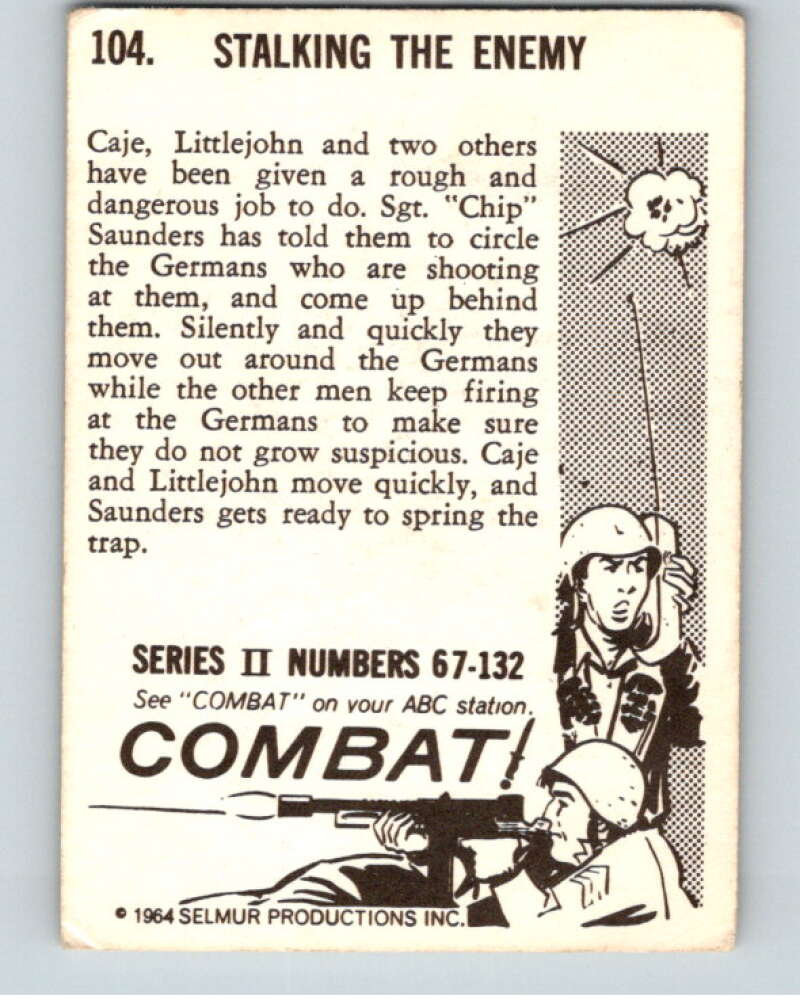 104. STALKING THE ENEMY
Caje, Littlejohn and two others
have been given a rough and
dangerous job to do. Sgt. "Chip"
Saunders has told them to circle
the Germans who are shooting
at them, and come up behind
them. Silently and quickly they
move out around the Germans
while the other men keep firing
at the Germans to make sure
they do not grow suspicious. Caje
and Littlejohn move quickly, and
Saunders gets ready to spring the
trap.
SERIES II NUMBERS 67-132
See "COMBAT" on your ABC station.
COMBAT!
© 1964 SELMUR PRODUCTIONS INC.